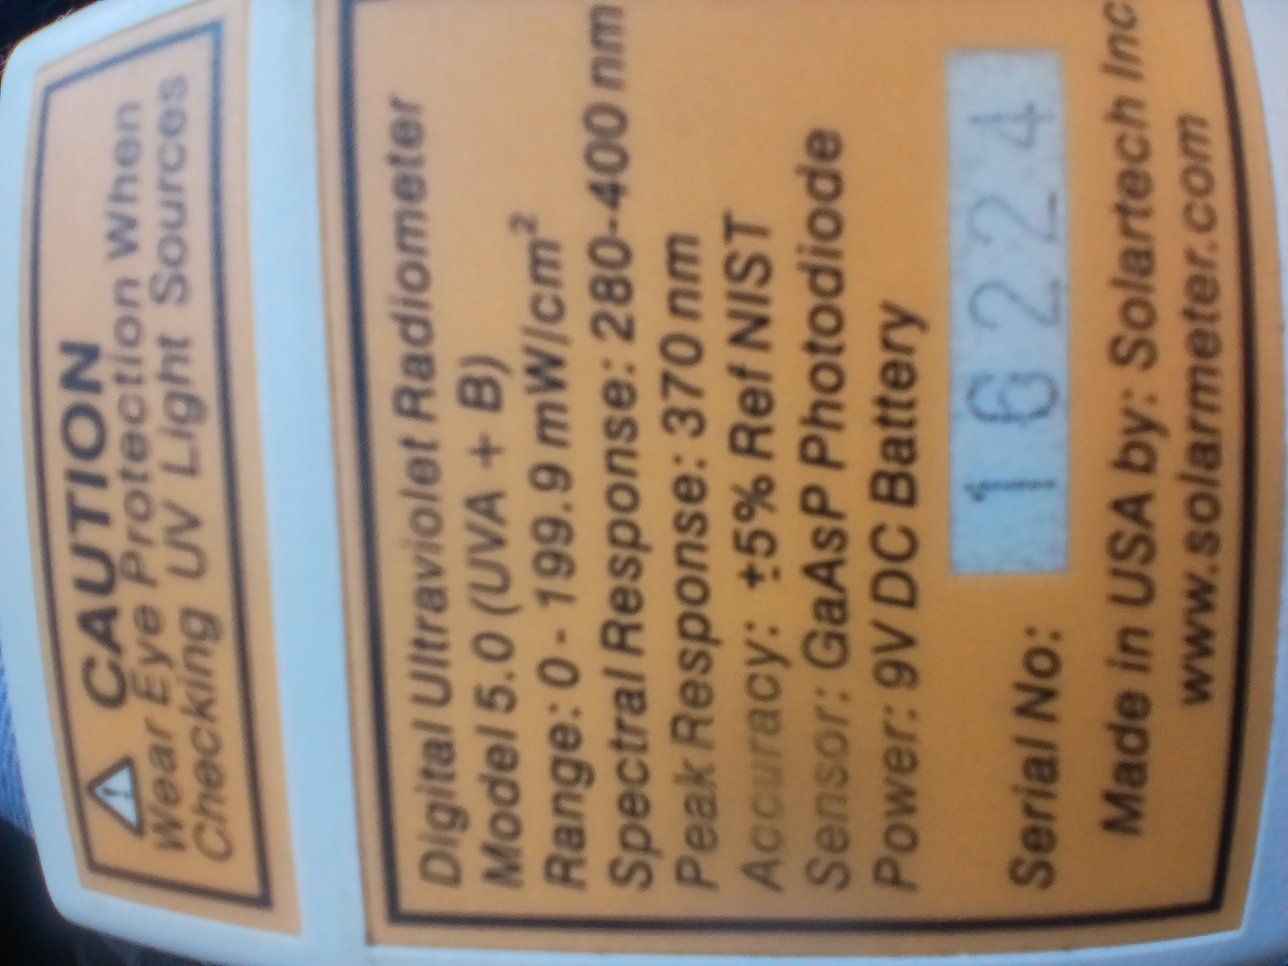 CAUTION
Wear Eye Protection When
Checking UV Light Sources
Digital Ultraviolet Radiometer
Model 5.0 (UVA + B)
Range: 0 - 199.9 mW/cm²
Spectral Response: 280-400 nm
Peak Response: 370 nm
Accuracy: ±5% Ref NIST
Sensor: GaAsP Photodiode
Power: 9V DC Battery
Serial No: 16224
Made in USA by: Solartech Inc
www.solarmeter.com